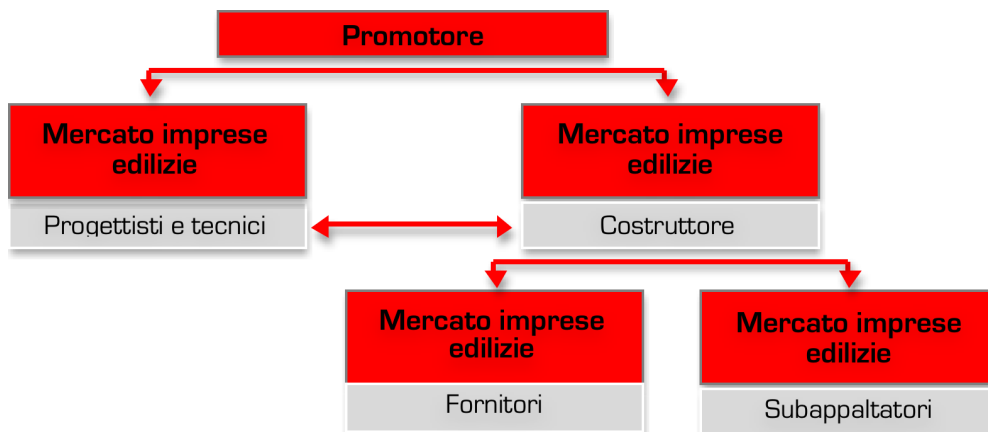 Promotore
Mercato imprese
edilizie
Progettisti e tecnici
Mercato imprese
edilizie
Costruttore
Mercato imprese
edilizie
Fornitori
Mercato imprese
edilizie
Subappaltatori